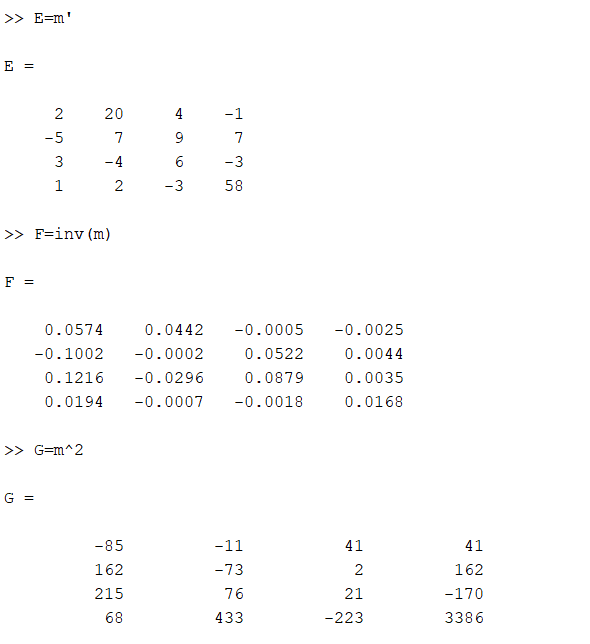 >> E=m'
E =
2 20 4 -1
-5 7 9 7
3 -4 6 -3
1 2 -3 58
>> F=inv(m)
F =
0.0574 0.0442 -0.0005 -0.0025
-0.1002 -0.0002 0.0522 0.0044
0.1216 -0.0296 0.0879 0.0035
0.0194 -0.0007 -0.0018 0.0168
>> G=m^2
G =
-85 -11 41 41
162 -73 2 162
215 76 21 -170
68 433 -223 3386